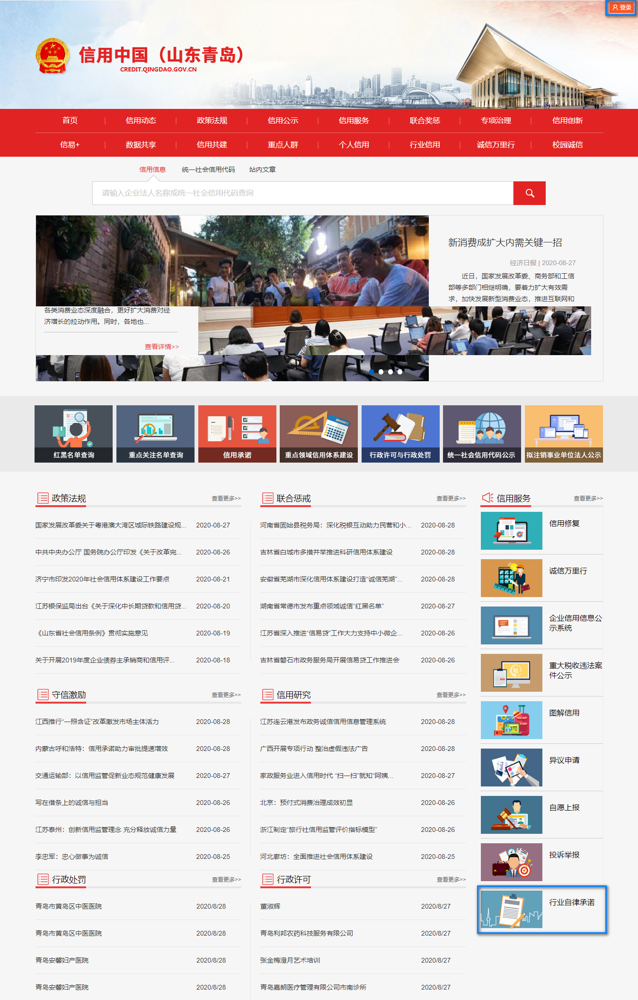 登录
信用中国（山东青岛）
CREDIT.QINGDAO.GOV.CN
首页
信用动态
政策法规
信用公示
信用服务
联合奖惩
专项治理
信用创新
信易+
数据共享
信用共建
重点人群
个人信用
行业信用
诚信万里行
校园诚信
信用信息
统一社会信用代码
站内文章
请输入企业法人名称或统一社会信用代码查询
新消费成扩大内需关键一招
经济日报 | 2020-08-27
近日，国家发展改革委、商务部和工信
部等多部门相继明确，要着力扩大有效需
求，加快发展新型消费业态，推进互联网和
各类消费业态深度融合，更好扩大消费对经
济增长的拉动作用。同时，各地也...
查看详情>>
红黑名单查询
重点关注名单查询
信用承诺
重点领域信用体系建设
行政许可与行政处罚
统一社会信用代码公示
拟注销事业单位法人公示
政策法规
查看更多>>
国家发展改革委关于粤港澳大湾区城际铁路建设规... 2020-08-27
中共中央办公厅 国务院办公厅印发《关于改革完... 2020-08-26
济宁市印发2020年社会信用体系建设工作要点 2020-08-21
江苏银保监局出台《关于深化中长期贷款和信用贷... 2020-08-20
《山东省社会信用条例》贯彻实施意见 2020-08-19
关于开展2019年度企业债券主承销商和信用评... 2020-08-18
联合惩戒
查看更多>>
河南省固始县税务局：深化税银互动助力民营和小... 2020-08-28
吉林省白城市多措并举推进科研信用体系建设 2020-08-28
安徽省芜湖市深化信用体系建设打造“诚信芜湖”... 2020-08-28
湖南省常德市发布重点领域诚信“红黑名单” 2020-08-27
江苏省深入推进“信易贷”工作大力支持中小微企... 2020-08-26
吉林省磐石市政务服务局开展信易贷工作推进会 2020-08-26
守信激励
查看更多>>
江西推行“一照含证”改革激发市场主体活力 2020-08-28
内蒙古呼和浩特：信用承诺助力审批提速增效 2020-08-28
交通运输部：以信用监管促新业态规范健康发展 2020-08-27
写在借条上的诚信与担当 2020-08-26
江苏泰州：创新信用监管理念 充分释放诚信力量 2020-08-26
李忠军：忠心做事为诚信 2020-08-25
信用研究
查看更多>>
江苏连云港发布政务诚信信用信息管理系统 2020-08-28
广西开展专项行动 整治虚假违法广告 2020-08-28
家政服务业进入信用时代 “扫一扫”就知“阿姨... 2020-08-27
北京：预付式消费治理成效初显 2020-08-26
浙江制定“旅行社信用监管评价指标模型” 2020-08-26
河北廊坊：全面推进社会信用体系建设 2020-08-25
行政处罚
查看更多>>
青岛市黄岛区中医医院 2020/8/28
青岛市黄岛区中医医院 2020/8/28
青岛安馨妇产医院 2020/8/28
青岛安馨妇产医院 2020/8/28
行政许可
查看更多>>
董淑辉 2020/8/27
青岛利邦农药科技服务有限公司 2020/8/27
张金梅澄月艺术培训 2020/8/27
青岛嘉朗医疗管理有限公司市南诊所 2020/8/27
信用服务
查看更多>>
信用修复
诚信万里行
企业信用信息公
示系统
税
重大税收违法案
件公示
图解信用
异议申请
自愿上报
投诉举报
行业自律承诺